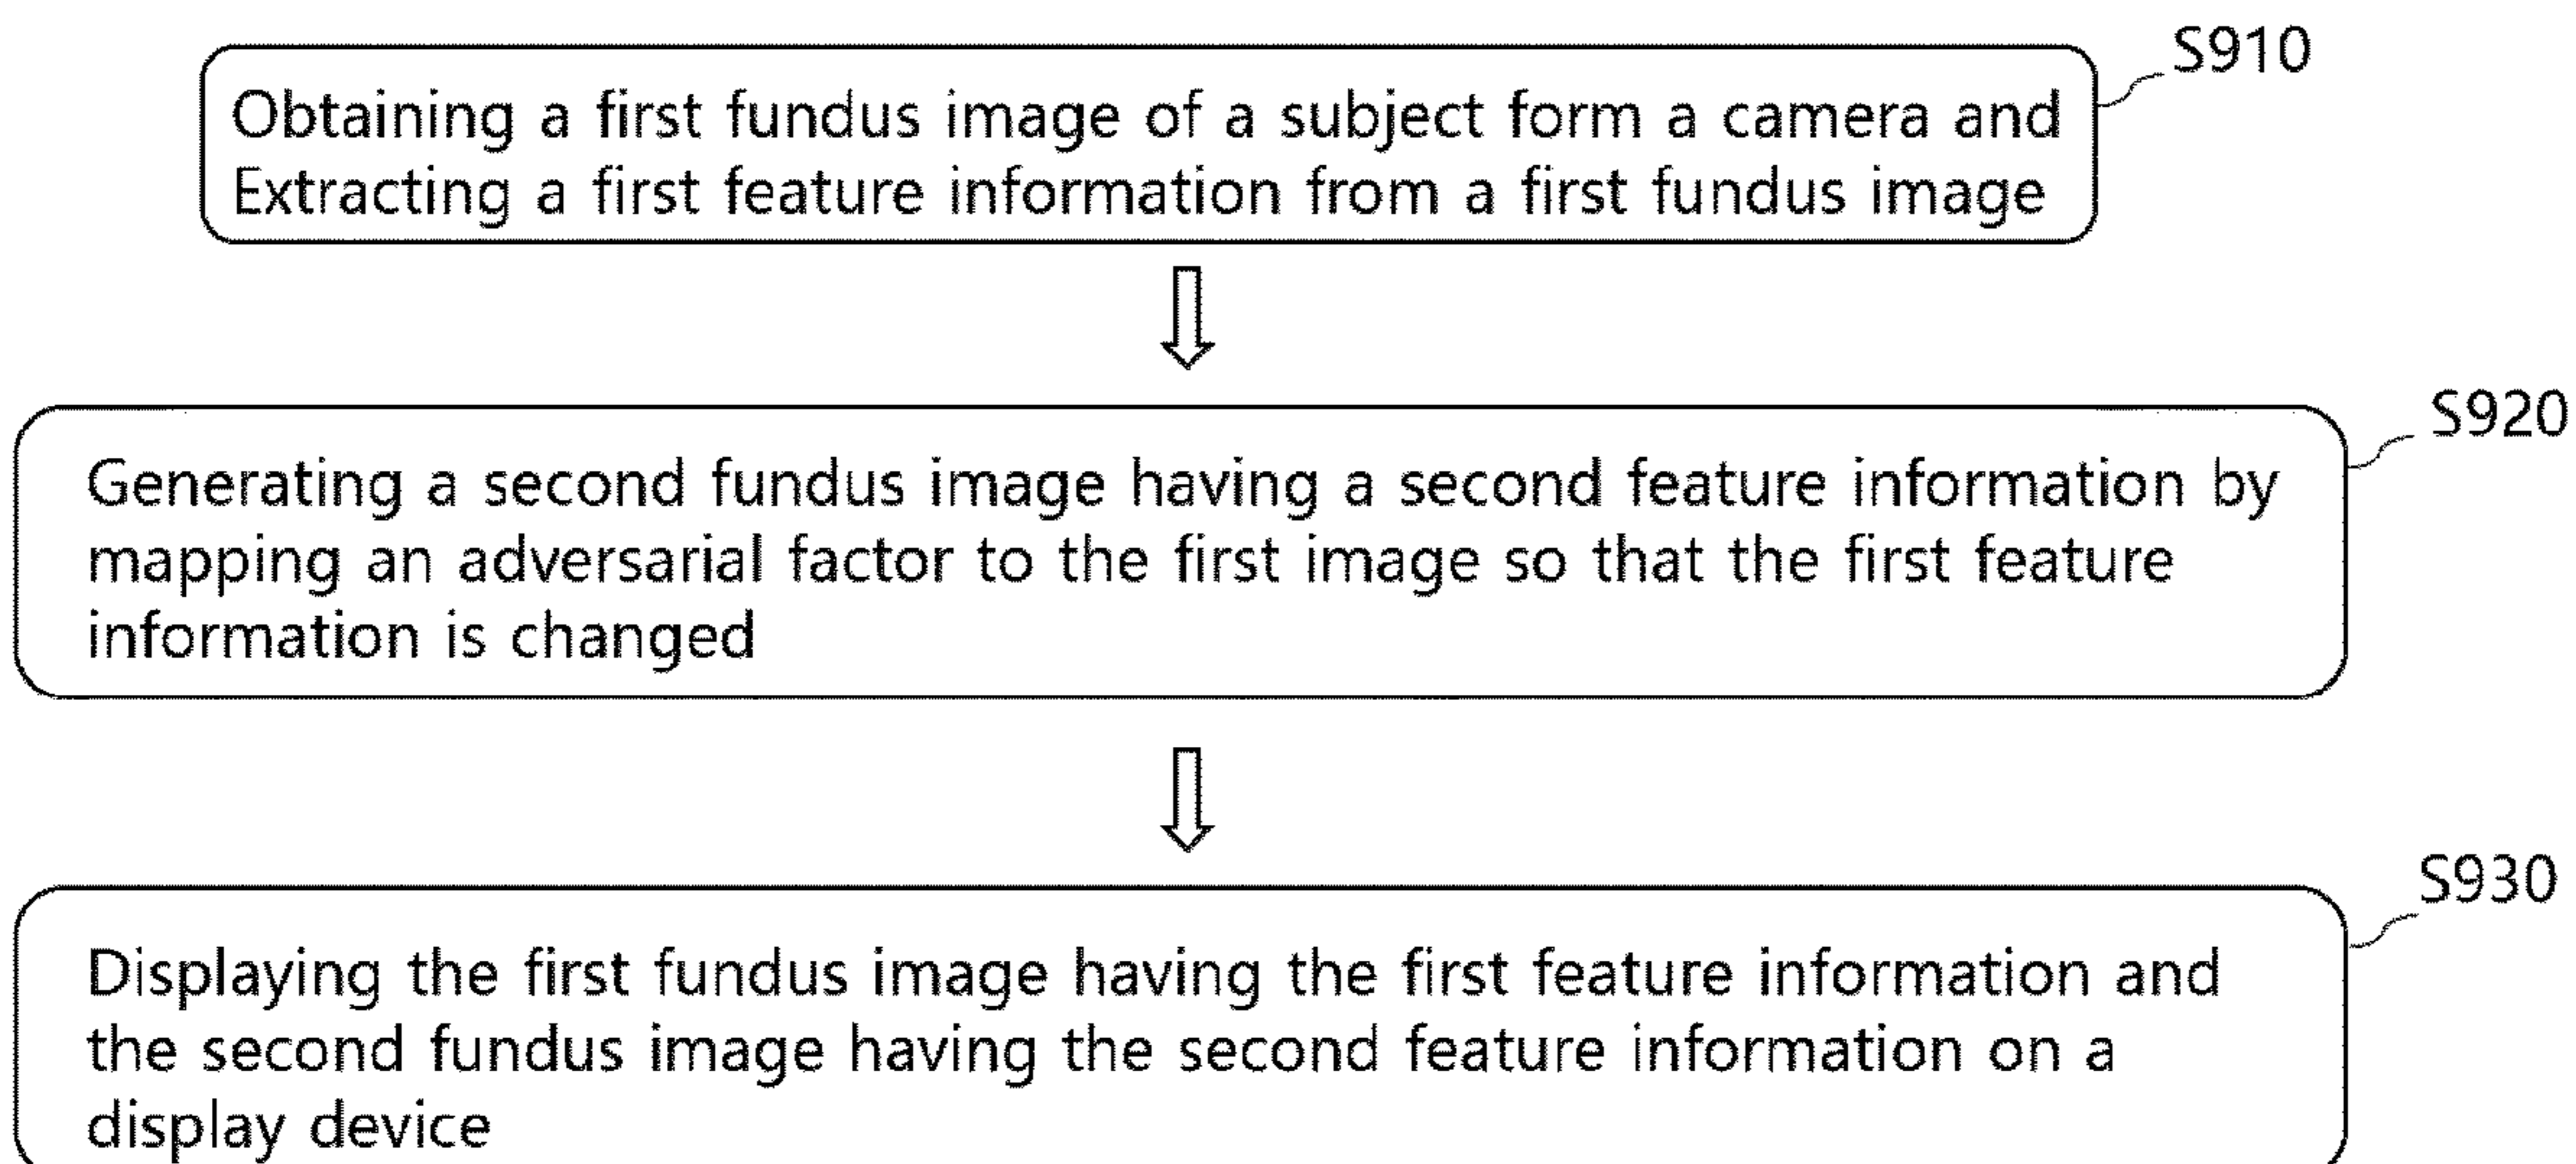 S910
Obtaining a first fundus image of a subject form a camera and
Extracting a first feature information from a first fundus image
S920
Generating a second fundus image having a second feature information by
mapping an adversarial factor to the first image so that the first feature
information is changed
S930
Displaying the first fundus image having the first feature information and
the second fundus image having the second feature information on a
display device